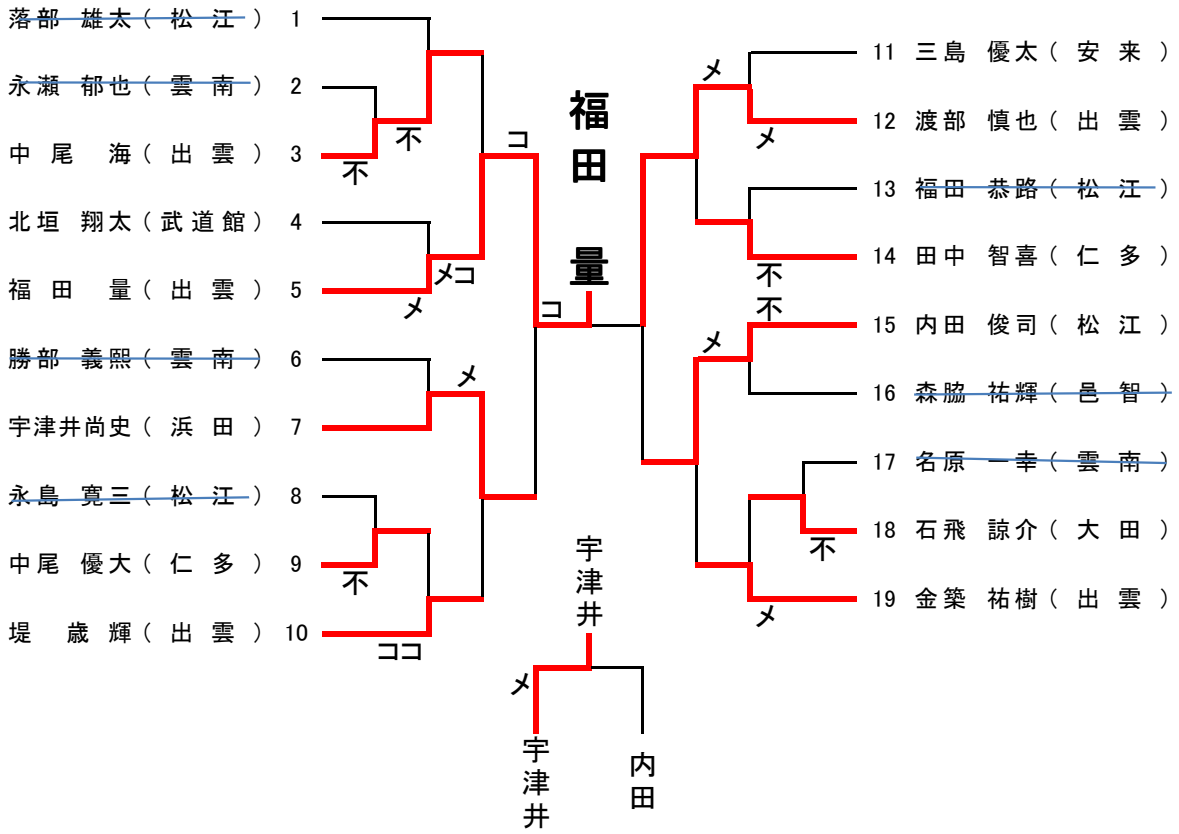 落部 雄太（ 松 江 ） 1
永瀬 郁也（ 雲 南 ） 2
不
中 尾 海（ 出 雲 ） 3
不
北垣 翔太（ 武道館 ） 4
メコ
福 田 量（ 出 雲 ） 5
メ
コ
勝部 義熙（ 雲 南 ） 6
メ
宇津井尚史（ 浜 田 ） 7
永島 寛三（ 松 江 ） 8
中尾 優大（ 仁 多 ） 9
不
堤 歳輝（ 出 雲 ） 10
ココ
福田 量
コ
宇津井
メ
宇津井
内田
11 三島 優太（ 安 来 ）
メ
12 渡部 慎也（ 出 雲 ）
メ
13 福田 恭路（ 松 江 ）
14 田中 智喜（ 仁 多 ）
不
不
15 内田 俊司（ 松 江 ）
メ
16 森脇 祐輝（ 邑 智 ）
17 名原 一幸（ 雲 南 ）
18 石飛 諒介（ 大 田 ）
不
19 金築 祐樹（ 出 雲 ）
メ